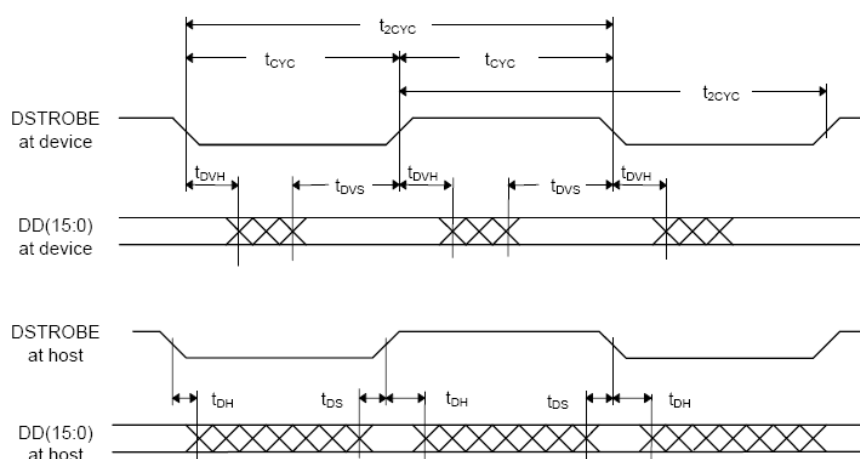 t2CYC
tCYC tCYC
t2CYC
DSTROBE
at device
tDVH tDVS tDVH tDVS tDVH
DD(15:0)
at device
DSTROBE
at host
tDH tDS tDH tDS tDH
DD(15:0)
at host